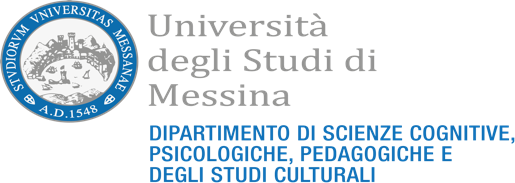 STVDIORVM VNIVERSITAS MESSANAE
A.D. 1548
Università
degli Studi di
Messina
DIPARTIMENTO DI SCIENZE COGNITIVE,
PSICOLOGICHE, PEDAGOGICHE E
DEGLI STUDI CULTURALI